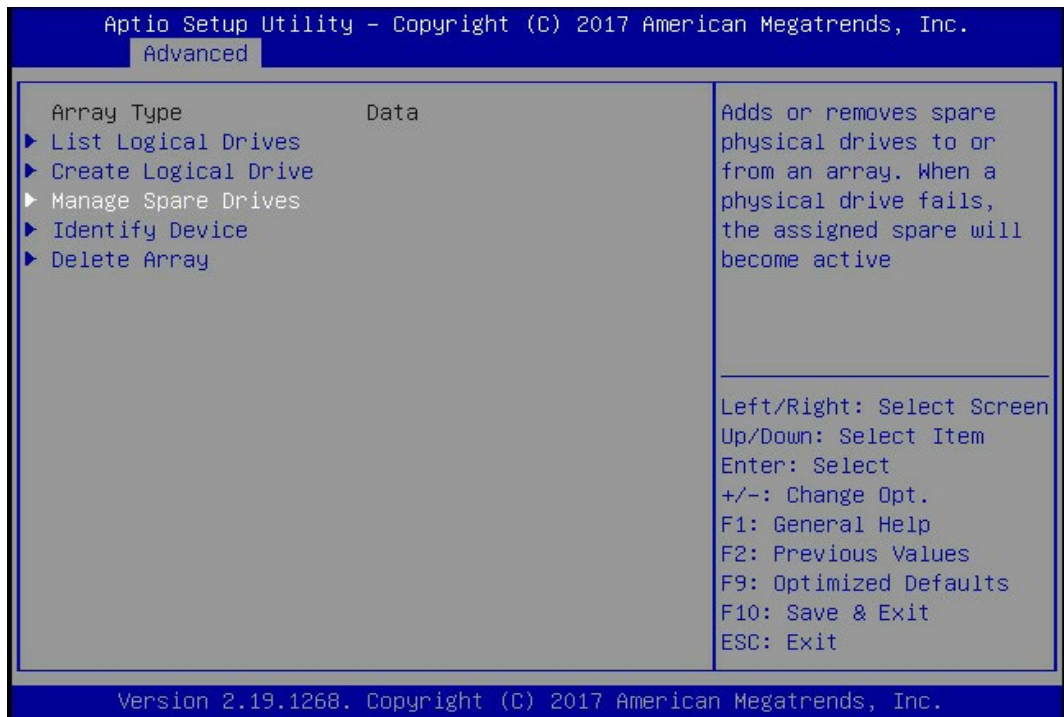 Aptio Setup Utility – Copyright (C) 2017 American Megatrends, Inc.
Advanced
Array Type Data
List Logical Drives
Create Logical Drive
Manage Spare Drives
Identify Device
Delete Array
Adds or removes spare
physical drives to or
from an array. When a
physical drive fails,
the assigned spare will
become active
Left/Right: Select Screen
Up/Down: Select Item
Enter: Select
+/-: Change Opt.
F1: General Help
F2: Previous Values
F9: Optimized Defaults
F10: Save & Exit
ESC: Exit
Version 2.19.1268. Copyright (C) 2017 American Megatrends, Inc.